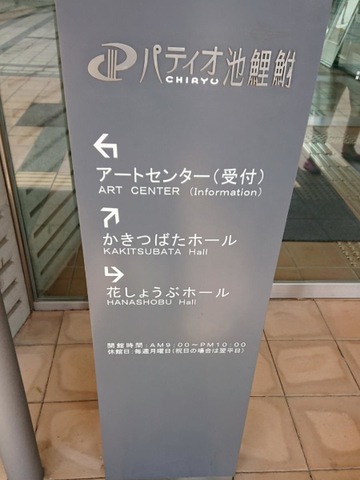 パティオ池鯉鮒
CHIRYU
アートセンター(受付)
ART CENTER (Information)
かきつばたホール
KAKITSUBATA Hall
花しょうぶホール
HANASHOBU Hall
開館時間:AM9:00〜PM10:00
休館日:毎週月曜日(祝日の場合は翌平日)